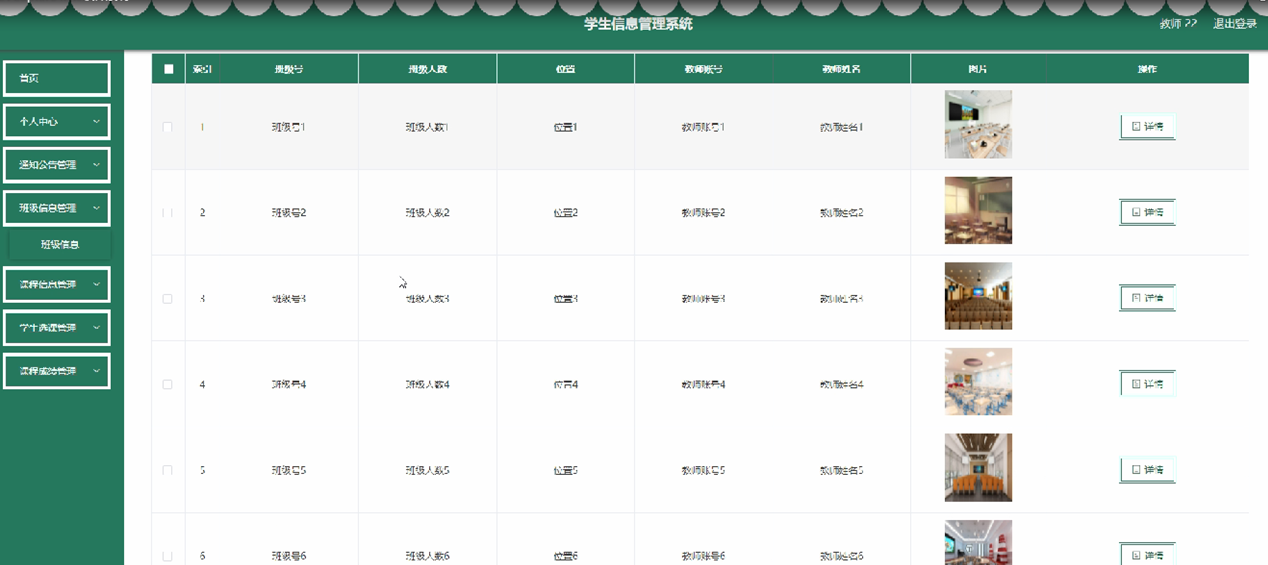 学生信息管理系统
教师 22 退出登录
首页
个人中心
通知公告管理
班级信息管理
班级信息
课程信息管理
学生选课管理
课程成绩管理
索引 班级号 班级人数 位置 教师账号 教师姓名 图片 操作
1 班级号1 班级人数1 位置1 教师账号1 教师姓名1 详情
2 班级号2 班级人数2 位置2 教师账号2 教师姓名2 详情
3 班级号3 班级人数3 位置3 教师账号3 教师姓名3 详情
4 班级号4 班级人数4 位置4 教师账号4 教师姓名4 详情
5 班级号5 班级人数5 位置5 教师账号5 教师姓名5 详情
6 班级号6 班级人数6 位置6 教师账号6 教师姓名6 详情